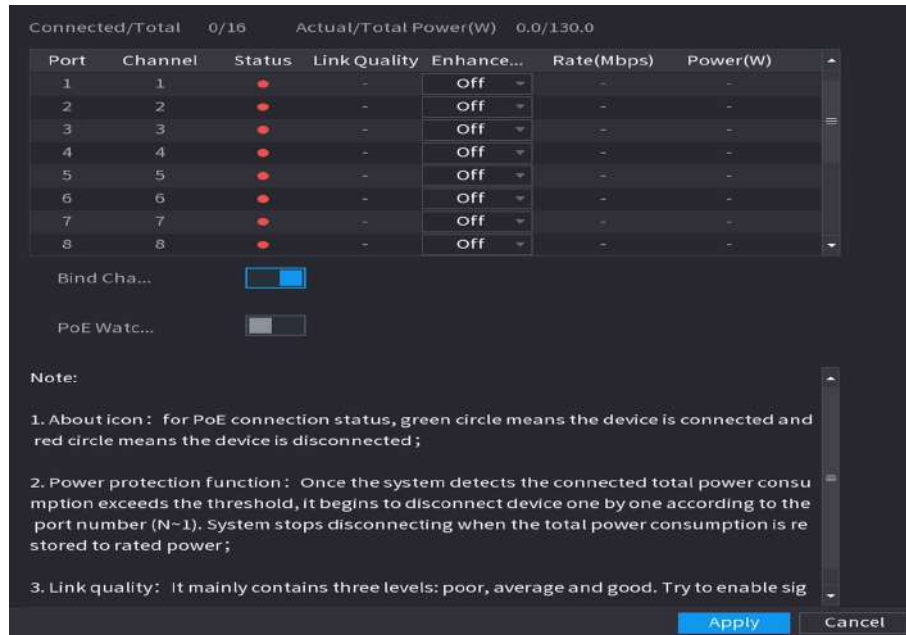 Connected/Total 0/16 Actual/Total Power(W) 0.0/130.0
Port Channel Status Link Quality Enhance... Rate(Mbps) Power(W)
1 1 - Off - -
2 2 - Off - -
3 3 - Off - -
4 4 - Off - -
5 5 - Off - -
6 6 - Off - -
7 7 - Off - -
8 8 - Off - -
Bind Cha...
PoE Watc...
Note:
1. About icon: for PoE connection status, green circle means the device is connected and
red circle means the device is disconnected;
2. Power protection function: Once the system detects the connected total power consu
mption exceeds the threshold, it begins to disconnect device one by one according to the
port number (N~1). System stops disconnecting when the total power consumption is re
stored to rated power;
3. Link quality: It mainly contains three levels: poor, average and good. Try to enable sig
Apply Cancel